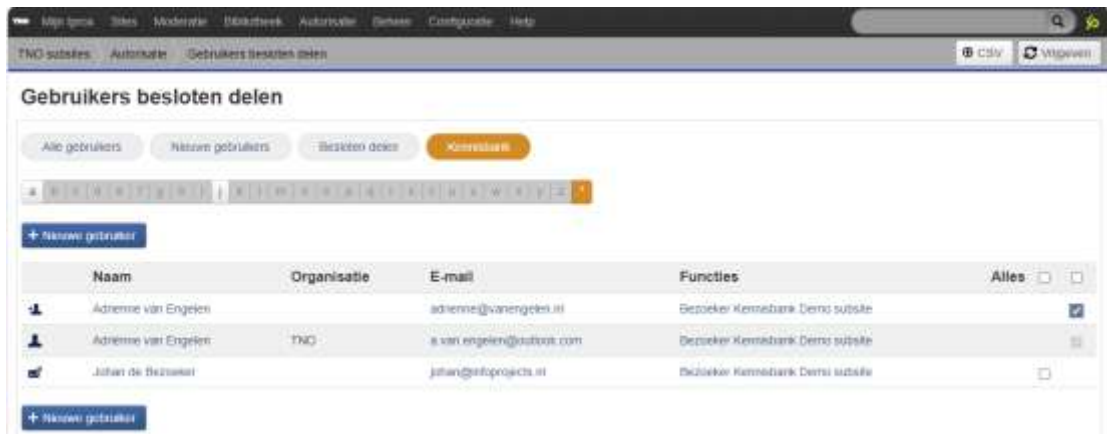 Mijn Iprox Sites Moderatie Bibliotheek Autorisatie Beheer Configuratie Help
TNO subsites Autorisatie Gebruikers besloten delen CSV Vrijgeven
Gebruikers besloten delen
Alle gebruikers Nieuwe gebruikers Besloten delen Kennisbank
+ Nieuwe gebruiker
Naam Organisatie E-mail Functies Alles
Adrienne van Engelen adrienne@vanengelen.nl Bezoeker Kennisbank Demo subsite
Adrienne van Engelen TNO a.van.engelen@outlook.com Bezoeker Kennisbank Demo subsite
Johan de Bezoeker johan@infoprojects.nl Bezoeker Kennisbank Demo subsite
+ Nieuwe gebruiker